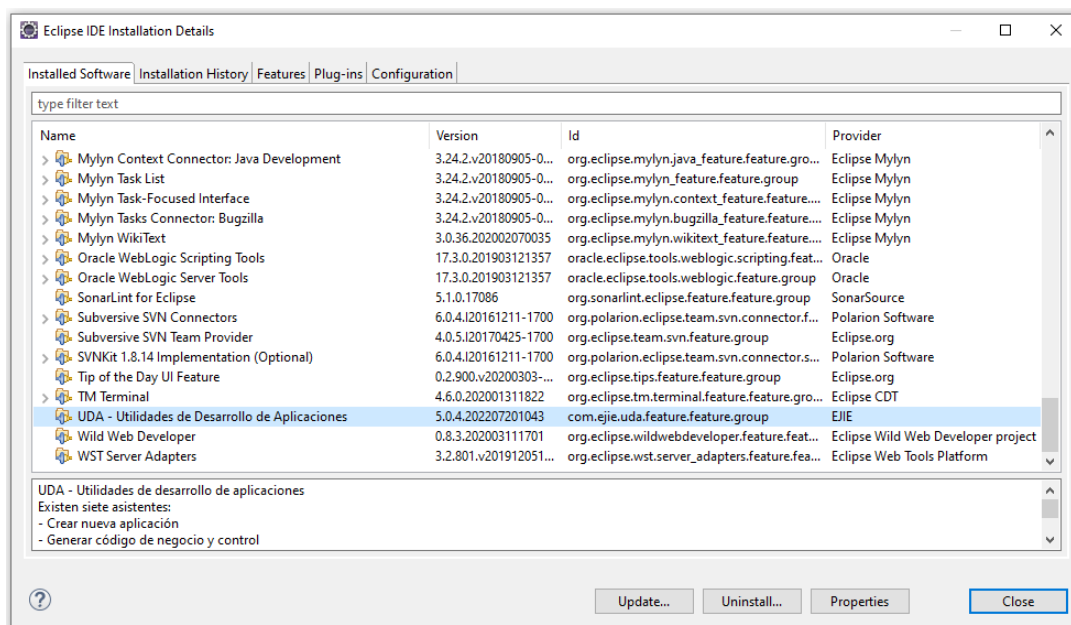 Eclipse IDE Installation Details
Installed Software Installation History Features Plug-ins Configuration
type filter text
Name Version Id Provider
Mylyn Context Connector: Java Development 3.24.2.v20180905-0... org.eclipse.mylyn.java_feature.feature.gro... Eclipse Mylyn
Mylyn Task List 3.24.2.v20180905-0... org.eclipse.mylyn_feature.feature.group Eclipse Mylyn
Mylyn Task-Focused Interface 3.24.2.v20180905-0... org.eclipse.mylyn.context_feature.feature.... Eclipse Mylyn
Mylyn Tasks Connector: Bugzilla 3.24.2.v20180905-0... org.eclipse.mylyn.bugzilla_feature.feature.... Eclipse Mylyn
Mylyn WikiText 3.0.36.202002070035 org.eclipse.mylyn.wikitext_feature.feature.... Eclipse Mylyn
Oracle WebLogic Scripting Tools 17.3.0.201903121357 oracle.eclipse.tools.weblogic.scripting.feat... Oracle
Oracle WebLogic Server Tools 17.3.0.201903121357 oracle.eclipse.tools.weblogic.feature.group Oracle
SonarLint for Eclipse 5.1.0.17086 org.sonarlint.eclipse.feature.feature.group SonarSource
Subversive SVN Connectors 6.0.4.I20161211-1700 org.polarion.eclipse.team.svn.connector.f... Polarion Software
Subversive SVN Team Provider 4.0.5.I20170425-1700 org.eclipse.team.svn.feature.group Eclipse.org
SVNKit 1.8.14 Implementation (Optional) 6.0.4.I20161211-1700 org.polarion.eclipse.team.svn.connector.s... Polarion Software
Tip of the Day UI Feature 0.2.900.v20200303-... org.eclipse.tips.feature.feature.group Eclipse.org
TM Terminal 4.6.0.202001311822 org.eclipse.tm.terminal.feature.feature.gro... Eclipse CDT
UDA - Utilidades de Desarrollo de Aplicaciones 5.0.4.202207201043 com.ejie.uda.feature.feature.group EJIE
Wild Web Developer 0.8.3.202003111701 org.eclipse.wildwebdeveloper.feature.feat... Eclipse Wild Web Developer project
WST Server Adapters 3.2.801.v201912051... org.eclipse.wst.server_adapters.feature.fea... Eclipse Web Tools Platform
UDA - Utilidades de desarrollo de aplicaciones
Existen siete asistentes:
- Crear nueva aplicación
- Generar código de negocio y control
? Update... Uninstall... Properties Close